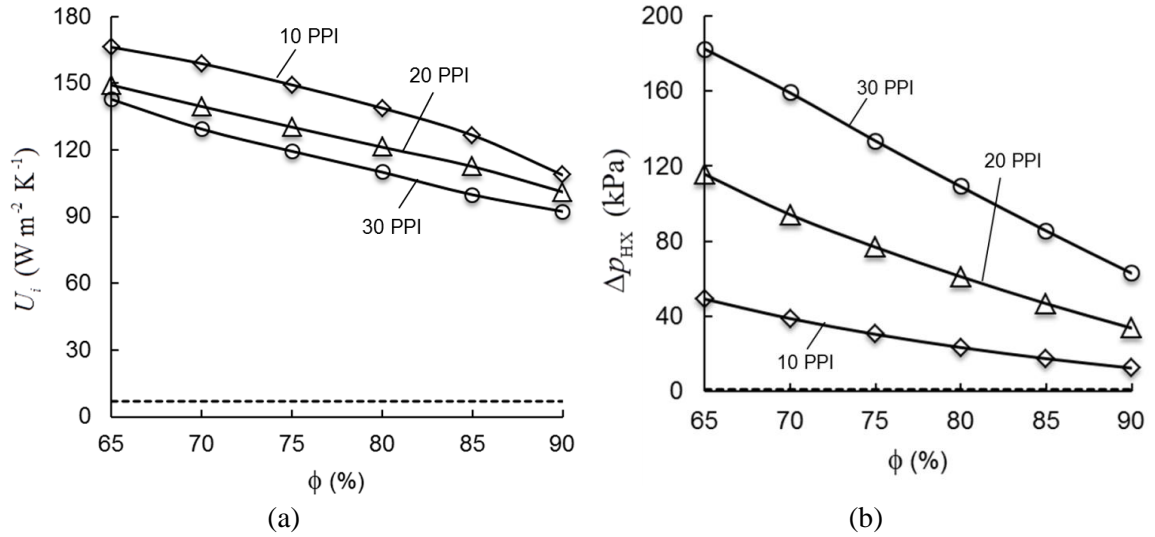 180
150
120
90
60
30
0
U_i (W m⁻² K⁻¹)
10 PPI
20 PPI
30 PPI
65 70 75 80 85 90
ϕ (%)
(a)
200
160
120
80
40
0
Δp_HX (kPa)
30 PPI
20 PPI
10 PPI
65 70 75 80 85 90
ϕ (%)
(b)